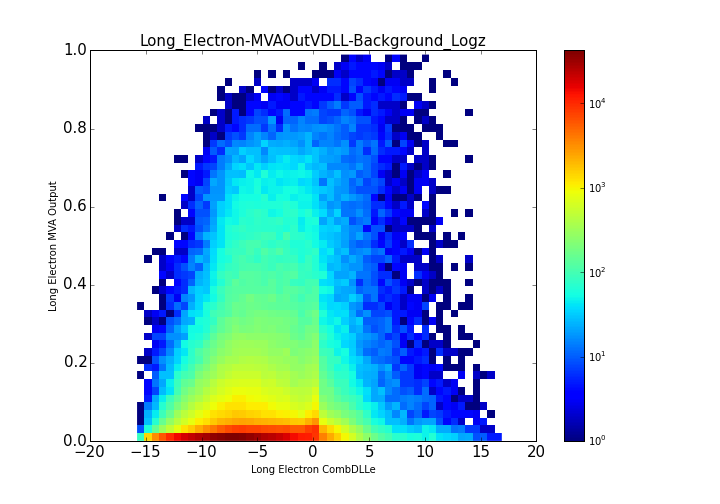 Long_Electron-MVAOutVDLL-Background_Logz
1.0
0.8
0.6
0.4
0.2
0.0
Long Electron MVA Output
−20 −15 −10 −5 0 5 10 15 20
Long Electron CombDLLe
10^4
10^3
10^2
10^1
10^0